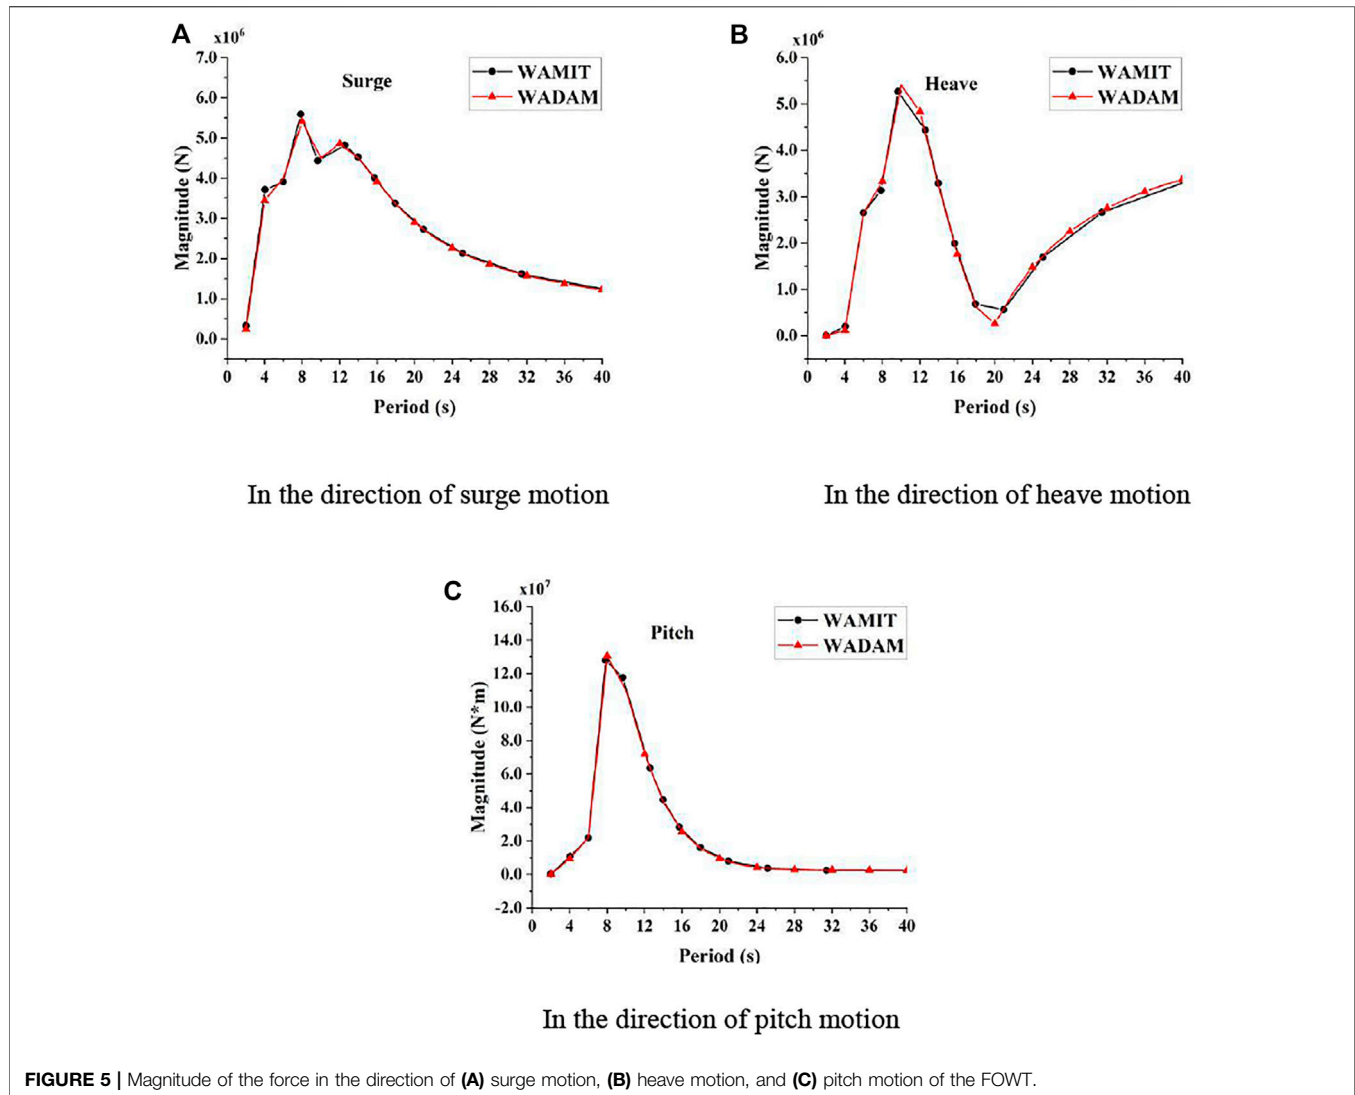 A
x10⁶
7.0
6.0
5.0
4.0
3.0
2.0
1.0
0.0
Magnitude (N)
Surge
WAMIT
WADAM
0 4 8 12 16 20 24 28 32 36 40
Period (s)
In the direction of surge motion
B
x10⁶
6.0
5.0
4.0
3.0
2.0
1.0
0.0
Magnitude (N)
Heave
WAMIT
WADAM
0 4 8 12 16 20 24 28 32 36 40
Period (s)
In the direction of heave motion
C
x10⁷
16.0
14.0
12.0
10.0
8.0
6.0
4.0
2.0
0.0
-2.0
Magnitude (N*m)
Pitch
WAMIT
WADAM
0 4 8 12 16 20 24 28 32 36 40
Period (s)
In the direction of pitch motion
FIGURE 5 | Magnitude of the force in the direction of (A) surge motion, (B) heave motion, and (C) pitch motion of the FOWT.